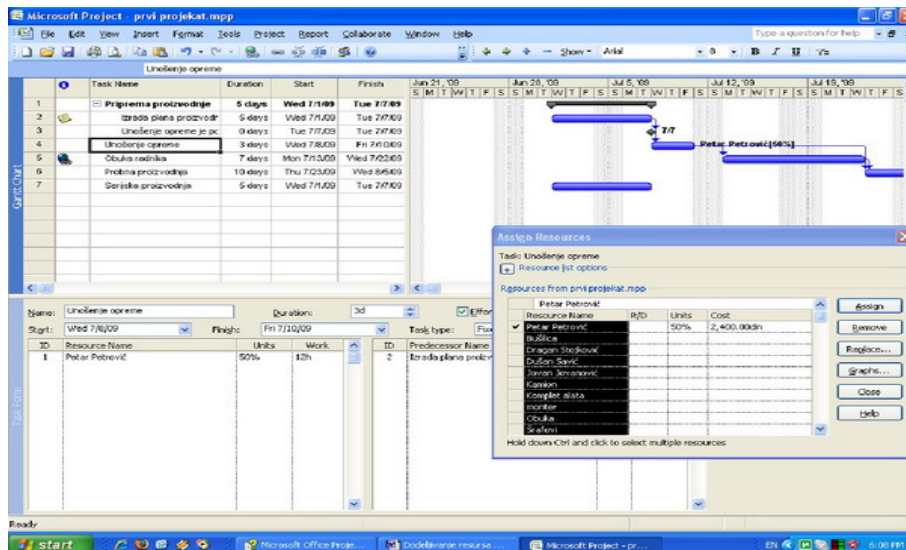 Microsoft Project - prvi projekat.mpp
File Edit View Insert Format Tools Project Report Collaborate Window Help Type a question for help
Show Arial 8 B I U
Unošenje opreme
Task Name Duration Start Finish Jun 21, '09 Jun 28, '09 Jul 5, '09 Jul 12, '09 Jul 19, '09
S M T W T F S S M T W T F S S M T W T F S S M T W T F S S M T W T F S
1 Priprema proizvodnje 5 days Wed 7/1/09 Tue 7/7/09
2 Izrada plana proizvodr 5 days Wed 7/1/09 Tue 7/7/09
3 Unošenje opreme je pc 0 days Tue 7/7/09 Tue 7/7/09 7/7
4 Unošenje opreme 3 days Wed 7/8/09 Fri 7/10/09 Petar Petrović[50%]
5 Obuka radnika 7 days Mon 7/13/09 Wed 7/22/09
6 Probna proizvodnja 10 days Thu 7/23/09 Wed 8/5/09
7 Serijska proizvodnja 5 days Wed 7/1/09 Tue 7/7/09
Gantt Chart
Assign Resources
Task: Unošenje opreme
+ Resource list options
Resources from prvi projekat.mpp
Petar Petrović
Resource Name R/D Units Cost
Petar Petrović 50% 2,400.00din
Bušilica
Dragan Stojković
Dušan Savić
Jovan Jovanović
Kamion
Komplet alata
monter
Obuka
Šrafovi
Assign
Remove
Replace...
Graphs...
Close
Help
Hold down Ctrl and click to select multiple resources
Name: Unošenje opreme Duration: 3d Effor
Start: Wed 7/8/09 Finish: Fri 7/10/09 Task type: Fixe
ID Resource Name Units Work ID Predecessor Name
1 Petar Petrović 50% 12h 2 Izrada plana proizv
Task Form
Ready
start Microsoft Office Proje... Dodeljivanje resursa ... Microsoft Project - pr... EN 6:08 PM